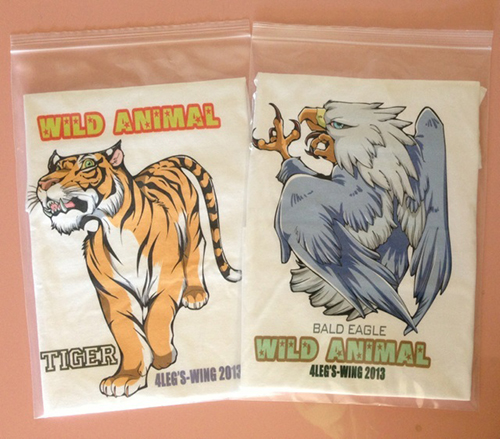 WILD ANIMAL
TIGER
4LEG'S-WING 2013
BALD EAGLE
WILD ANIMAL
4LEG'S-WING 2013